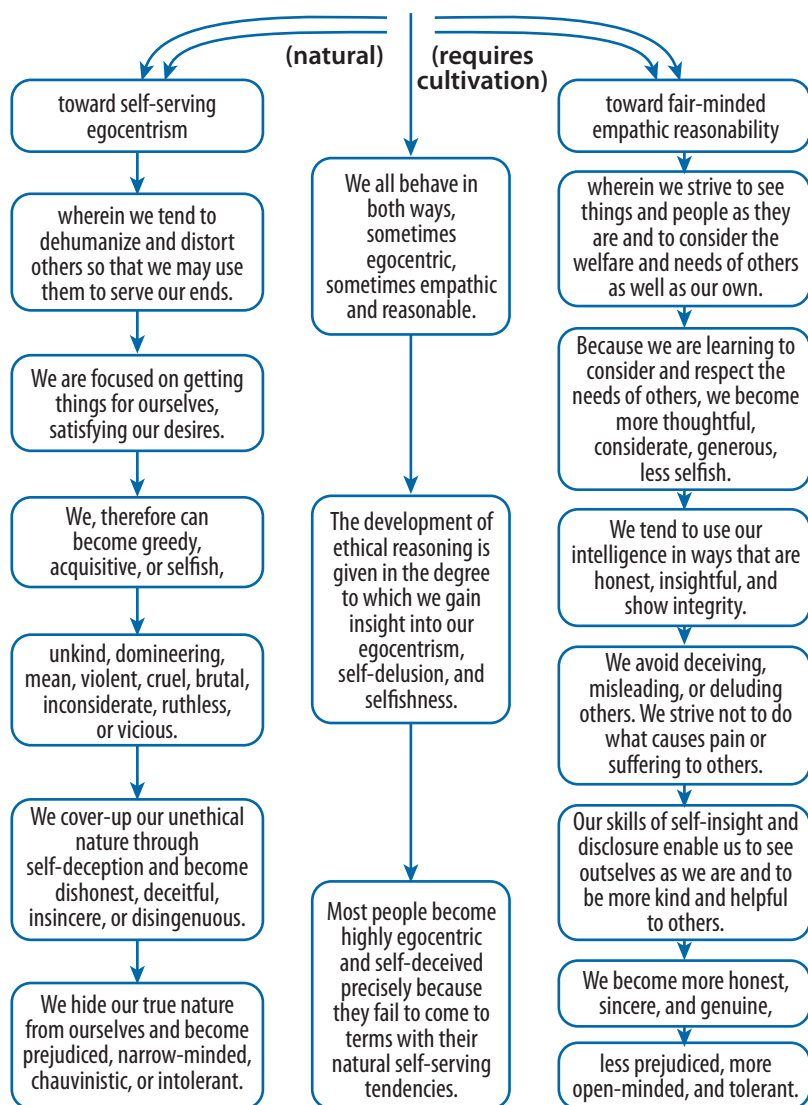 (natural)
(requires
cultivation)
toward self-serving
egocentrism
wherein we tend to
dehumanize and distort
others so that we may use
them to serve our ends.
We are focused on getting
things for ourselves,
satisfying our desires.
We, therefore can
become greedy,
acquisitive, or selfish,
unkind, domineering,
mean, violent, cruel, brutal,
inconsiderate, ruthless,
or vicious.
We cover-up our unethical
nature through
self-deception and become
dishonest, deceitful,
insincere, or disingenuous.
We hide our true nature
from ourselves and become
prejudiced, narrow-minded,
chauvinistic, or intolerant.
We all behave in
both ways,
sometimes
egocentric,
sometimes empathic
and reasonable.
The development of
ethical reasoning is
given in the degree
to which we gain
insight into our
egocentrism,
self-delusion, and
selfishness.
Most people become
highly egocentric
and self-deceived
precisely because
they fail to come to
terms with their
natural self-serving
tendencies.
toward fair-minded
empathic reasonability
wherein we strive to see
things and people as they
are and to consider the
welfare and needs of others
as well as our own.
Because we are learning to
consider and respect the
needs of others, we become
more thoughtful,
considerate, generous,
less selfish.
We tend to use our
intelligence in ways that are
honest, insightful, and
show integrity.
We avoid deceiving,
misleading, or deluding
others. We strive not to do
what causes pain or
suffering to others.
Our skills of self-insight and
disclosure enable us to see
outselves as we are and to
be more kind and helpful
to others.
We become more honest,
sincere, and genuine,
less prejudiced, more
open-minded, and tolerant.